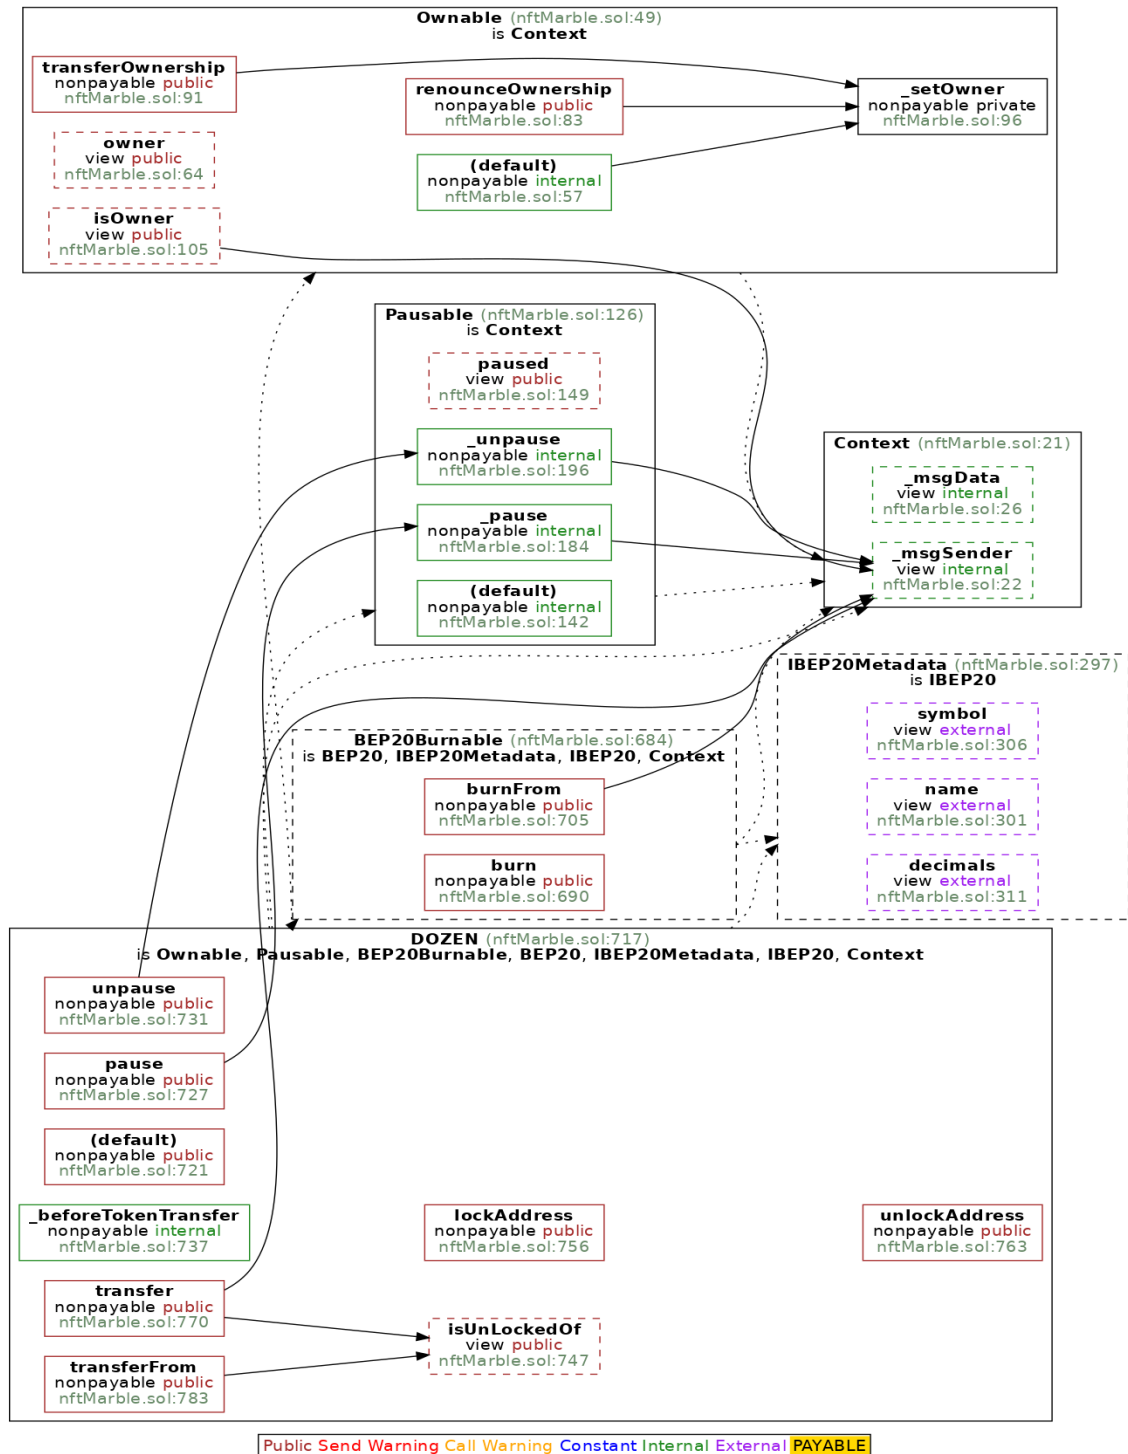 Ownable (nftMarble.sol:49)
is Context
transferOwnership
nonpayable public
nftMarble.sol:91
renounceOwnership
nonpayable public
nftMarble.sol:83
_setOwner
nonpayable private
nftMarble.sol:96
owner
view public
nftMarble.sol:64
(default)
nonpayable internal
nftMarble.sol:57
isOwner
view public
nftMarble.sol:105
Pausable (nftMarble.sol:126)
is Context
paused
view public
nftMarble.sol:149
_unpause
nonpayable internal
nftMarble.sol:196
_pause
nonpayable internal
nftMarble.sol:184
(default)
nonpayable internal
nftMarble.sol:142
Context (nftMarble.sol:21)
_msgData
view internal
nftMarble.sol:26
_msgSender
view internal
nftMarble.sol:22
IBEP20Metadata (nftMarble.sol:297)
is IBEP20
symbol
view external
nftMarble.sol:306
name
view external
nftMarble.sol:301
decimals
view external
nftMarble.sol:311
BEP20Burnable (nftMarble.sol:684)
is BEP20, IBEP20Metadata, IBEP20, Context
burnFrom
nonpayable public
nftMarble.sol:705
burn
nonpayable public
nftMarble.sol:690
DOZEN (nftMarble.sol:717)
is Ownable, Pausable, BEP20Burnable, BEP20, IBEP20Metadata, IBEP20, Context
unpause
nonpayable public
nftMarble.sol:731
pause
nonpayable public
nftMarble.sol:727
(default)
nonpayable public
nftMarble.sol:721
_beforeTokenTransfer
nonpayable internal
nftMarble.sol:737
lockAddress
nonpayable public
nftMarble.sol:756
unlockAddress
nonpayable public
nftMarble.sol:763
transfer
nonpayable public
nftMarble.sol:770
isUnLockedOf
view public
nftMarble.sol:747
transferFrom
nonpayable public
nftMarble.sol:783
Public Send Warning Call Warning Constant Internal External PAYABLE